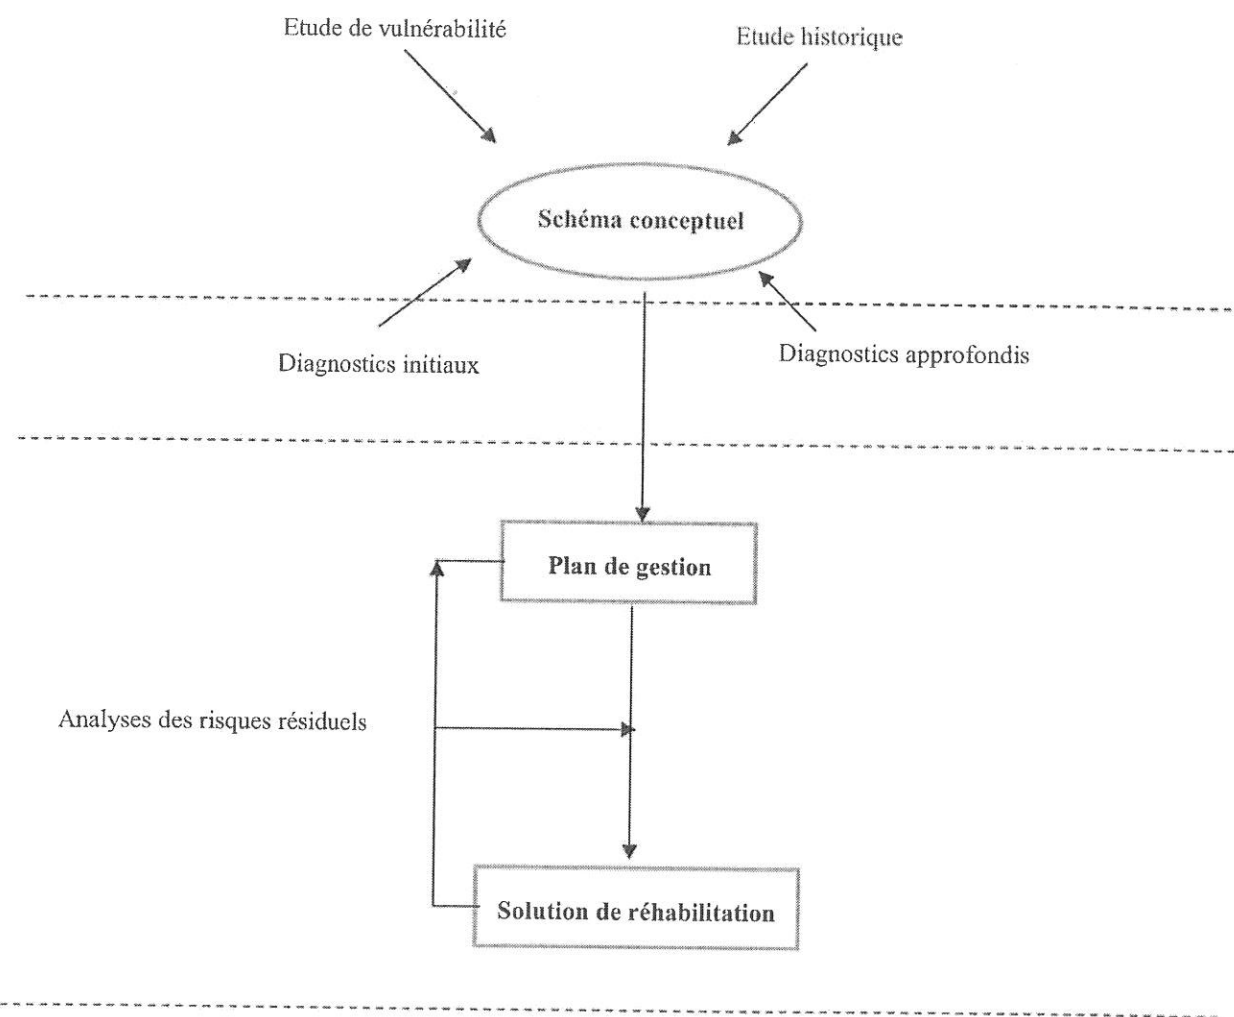 Etude de vulnérabilité
Etude historique
Schéma conceptuel
Diagnostics initiaux
Diagnostics approfondis
Plan de gestion
Analyses des risques résiduels
Solution de réhabilitation